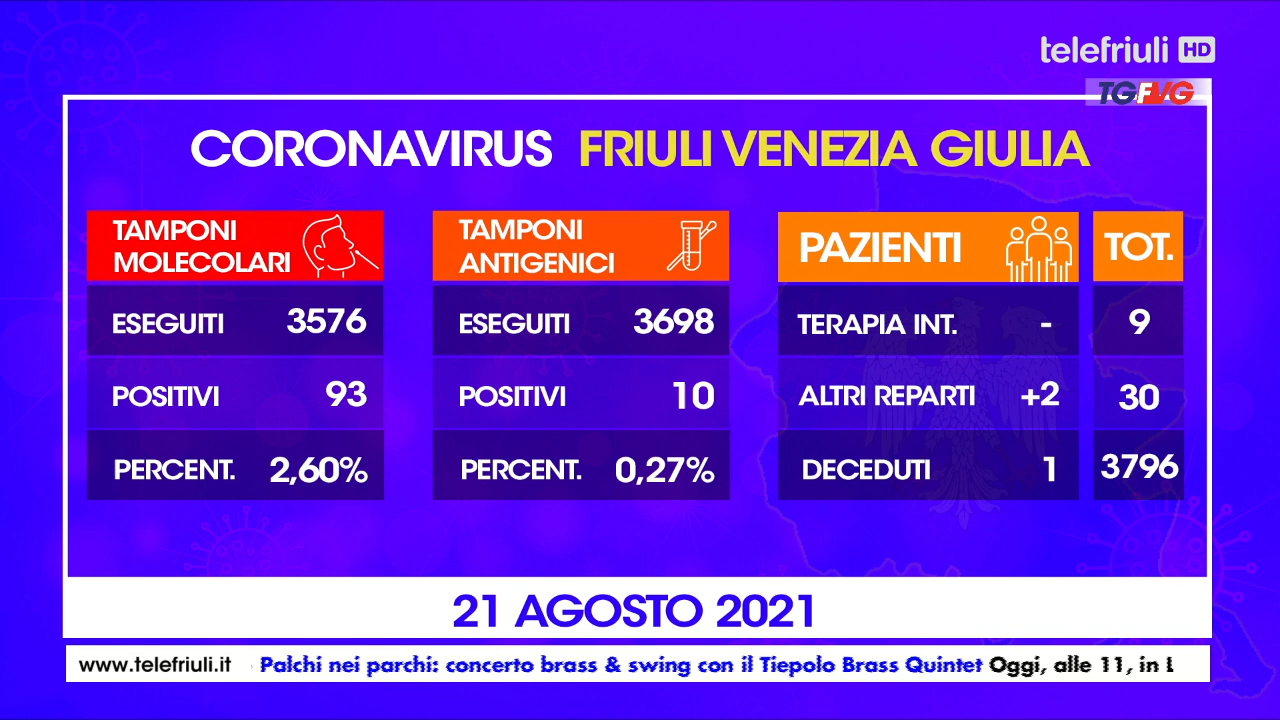 telefriuli HD
TGFVG
CORONAVIRUS FRIULI VENEZIA GIULIA
TAMPONI
MOLECOLARI
ESEGUITI 3576
POSITIVI 93
PERCENT. 2,60%
TAMPONI
ANTIGENICI
ESEGUITI 3698
POSITIVI 10
PERCENT. 0,27%
PAZIENTI TOT.
TERAPIA INT. - 9
ALTRI REPARTI +2 30
DECEDUTI 1 3796
21 AGOSTO 2021
www.telefriuli.it Palchi nei parchi: concerto brass & swing con il Tiepolo Brass Quintet Oggi, alle 11, in